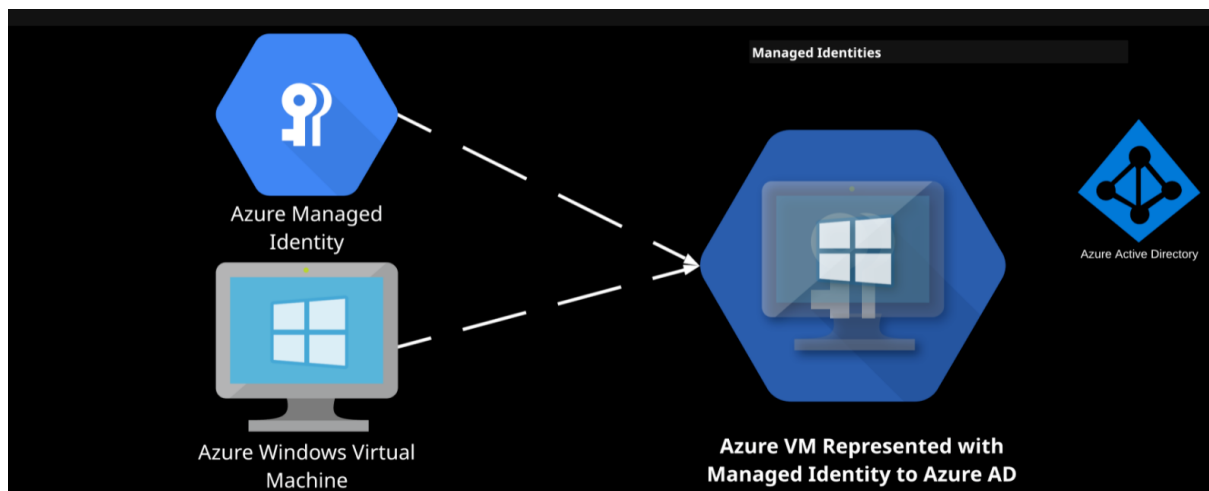 Managed Identities
Azure Managed
Identity
Azure Active Directory
Azure Windows Virtual
Machine
Azure VM Represented with
Managed Identity to Azure AD